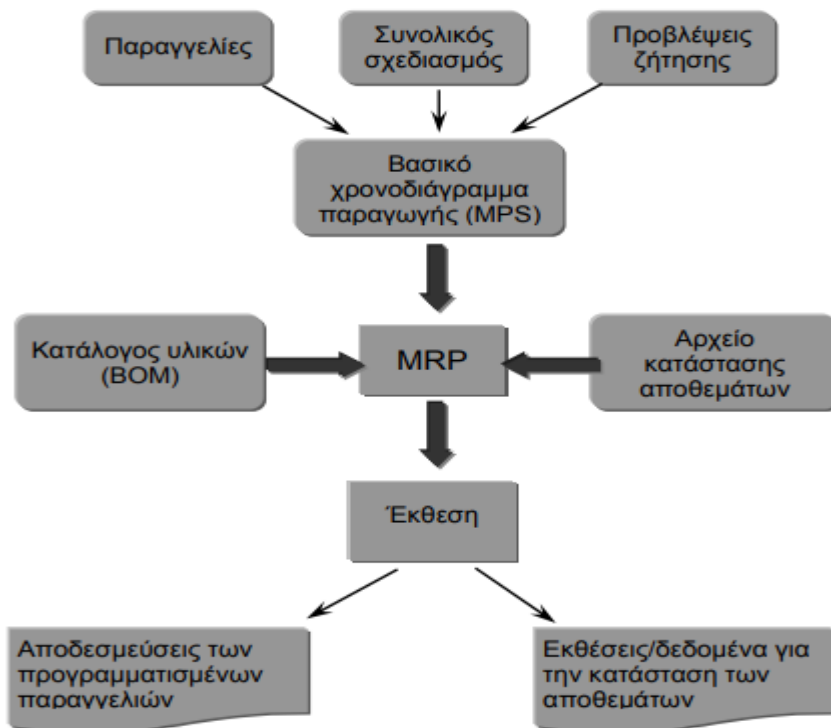 Παραγγελίες
Συνολικός
σχεδιασμός
Προβλέψεις
ζήτησης
Βασικό
χρονοδιάγραμμα
παραγωγής (MPS)
Κατάλογος υλικών
(BOM)
MRP
Αρχείο
κατάστασης
αποθεμάτων
Έκθεση
Αποδεσμεύσεις των
προγραμματισμένων
παραγγελιών
Εκθέσεις/δεδομένα για
την κατάσταση των
αποθεμάτων